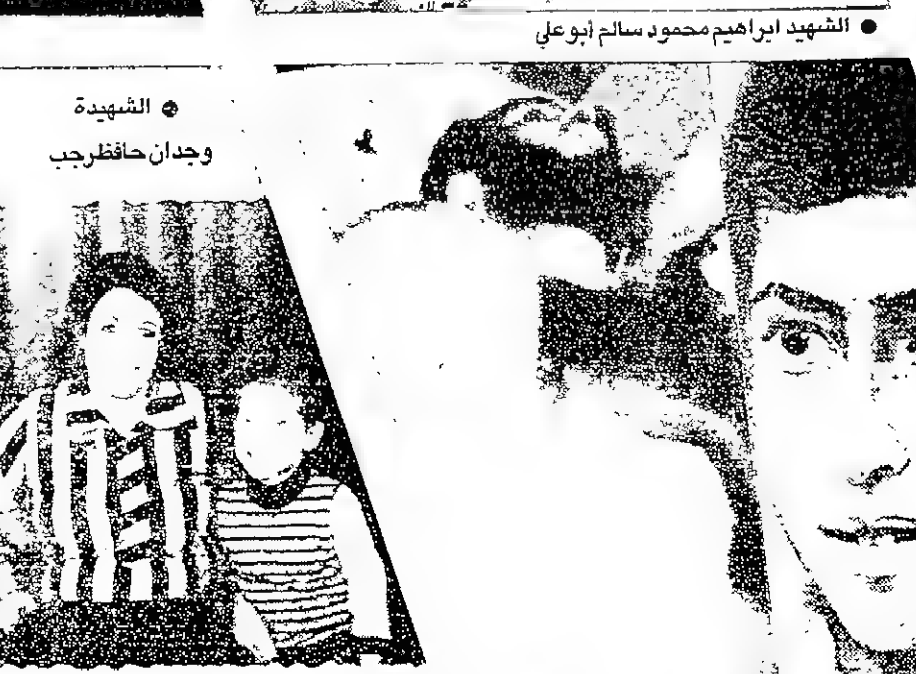 ● الشهيد ابراهيم محمود سالم أبو علي
● الشهيدة
وجدان حافظ رجب